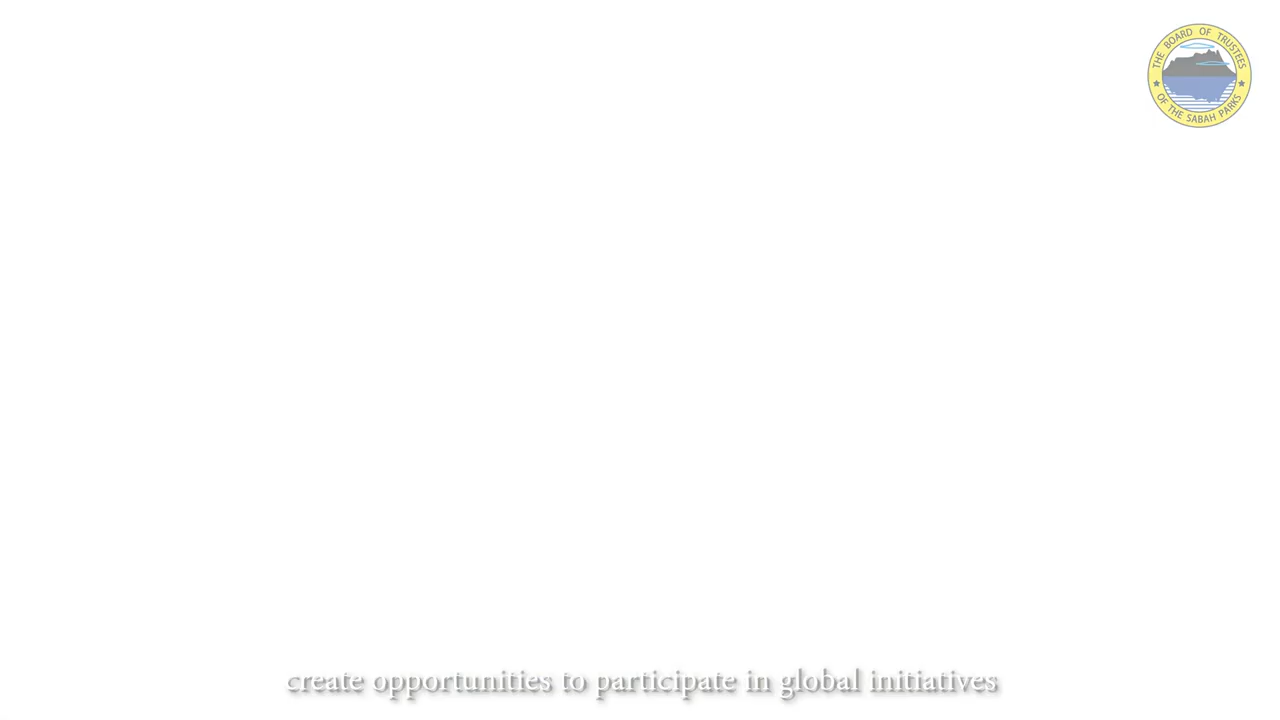 THE BOARD OF TRUSTEES
OF THE SABAH PARKS
create opportunities to participate in global initiatives